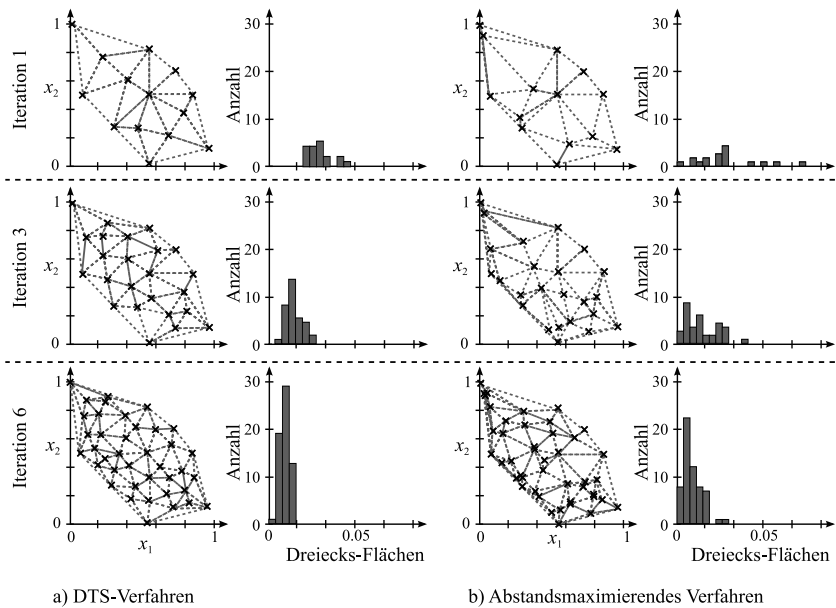 Iteration 1
1
x2
0
Anzahl
30
20
10
0
1
x2
0
Anzahl
30
20
10
0
Iteration 3
1
x2
0
Anzahl
30
20
10
0
1
x2
0
Anzahl
30
20
10
0
Iteration 6
1
x2
0
0
x1
1
Anzahl
30
20
10
0
0
0.05
Dreiecks-Flächen
1
x2
0
0
x1
1
Anzahl
30
20
10
0
0
0.05
Dreiecks-Flächen
a) DTS-Verfahren
b) Abstandsmaximierendes Verfahren